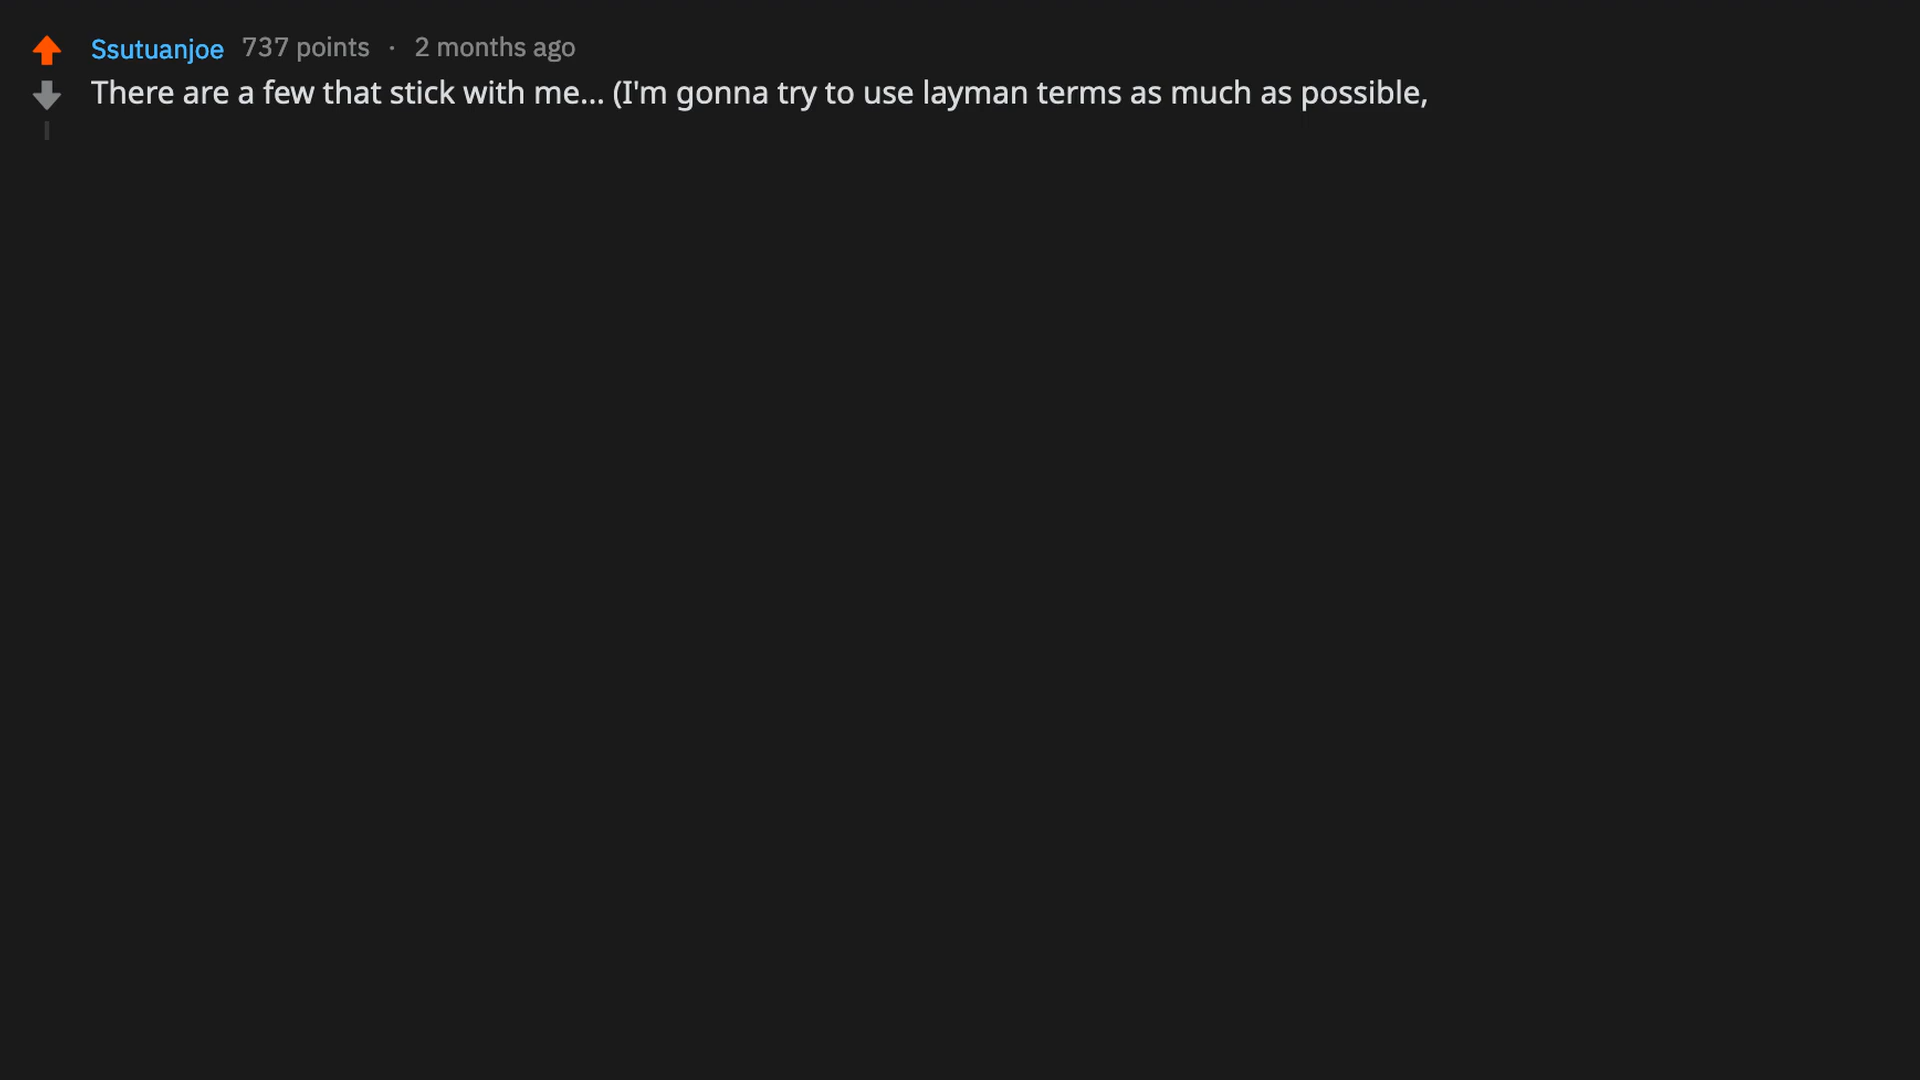 Ssutuanjoe 737 points · 2 months ago
There are a few that stick with me... (I'm gonna try to use layman terms as much as possible,